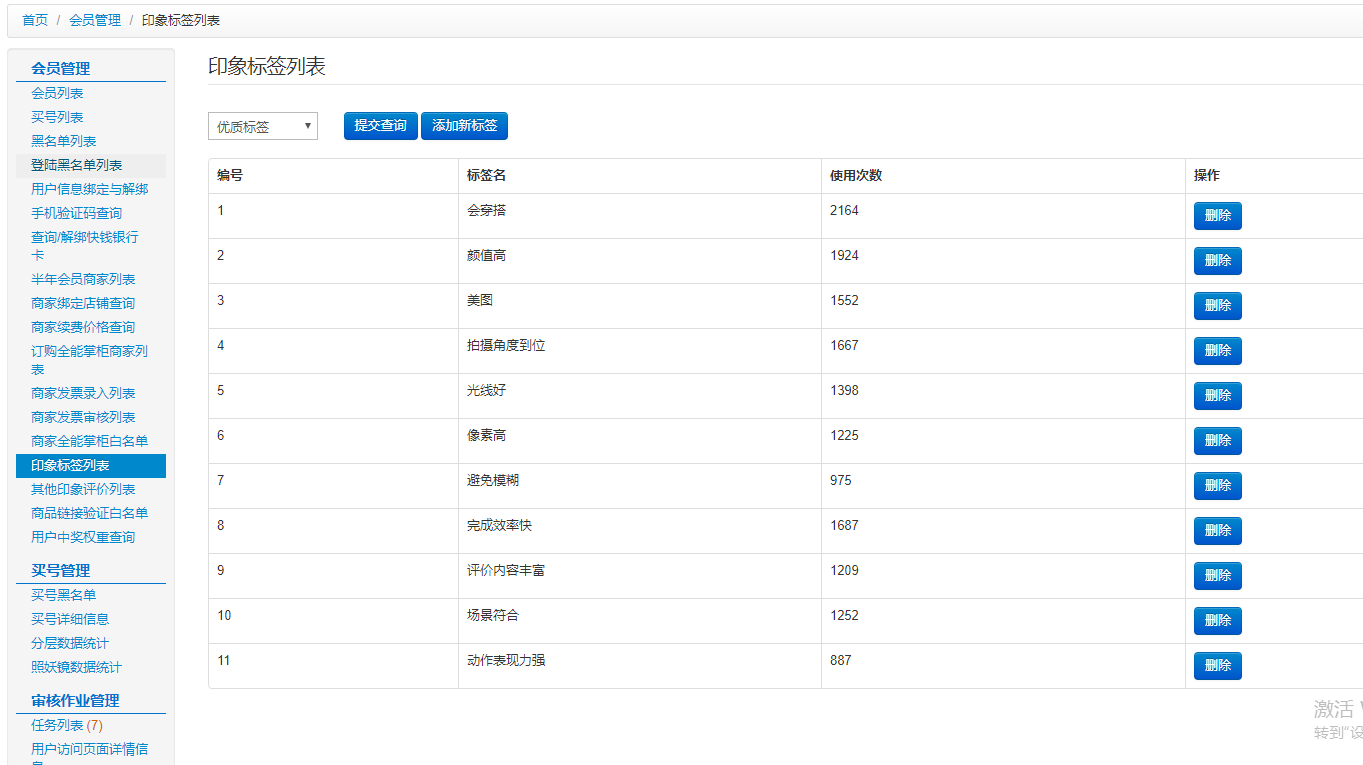 首页 / 会员管理 / 印象标签列表
会员管理
会员列表
买号列表
黑名单列表
登陆黑名单列表
用户信息绑定与解绑
手机验证码查询
查询/解绑快钱银行
卡
半年会员商家列表
商家绑定店铺查询
商家续费价格查询
订购全能掌柜商家列
表
商家发票录入列表
商家发票审核列表
商家全能掌柜白名单
印象标签列表
其他印象评价列表
商品链接验证白名单
用户中奖权重查询
买号管理
买号黑名单
买号详细信息
分层数据统计
照妖镜数据统计
审核作业管理
任务列表 (7)
用户访问页面详情信
息
印象标签列表
优质标签 提交查询 添加新标签
编号 标签名 使用次数 操作
1 会穿搭 2164 删除
2 颜值高 1924 删除
3 美图 1552 删除
4 拍摄角度到位 1667 删除
5 光线好 1398 删除
6 像素高 1225 删除
7 避免模糊 975 删除
8 完成效率快 1687 删除
9 评价内容丰富 1209 删除
10 场景符合 1252 删除
11 动作表现力强 887 删除
激活
转到"设